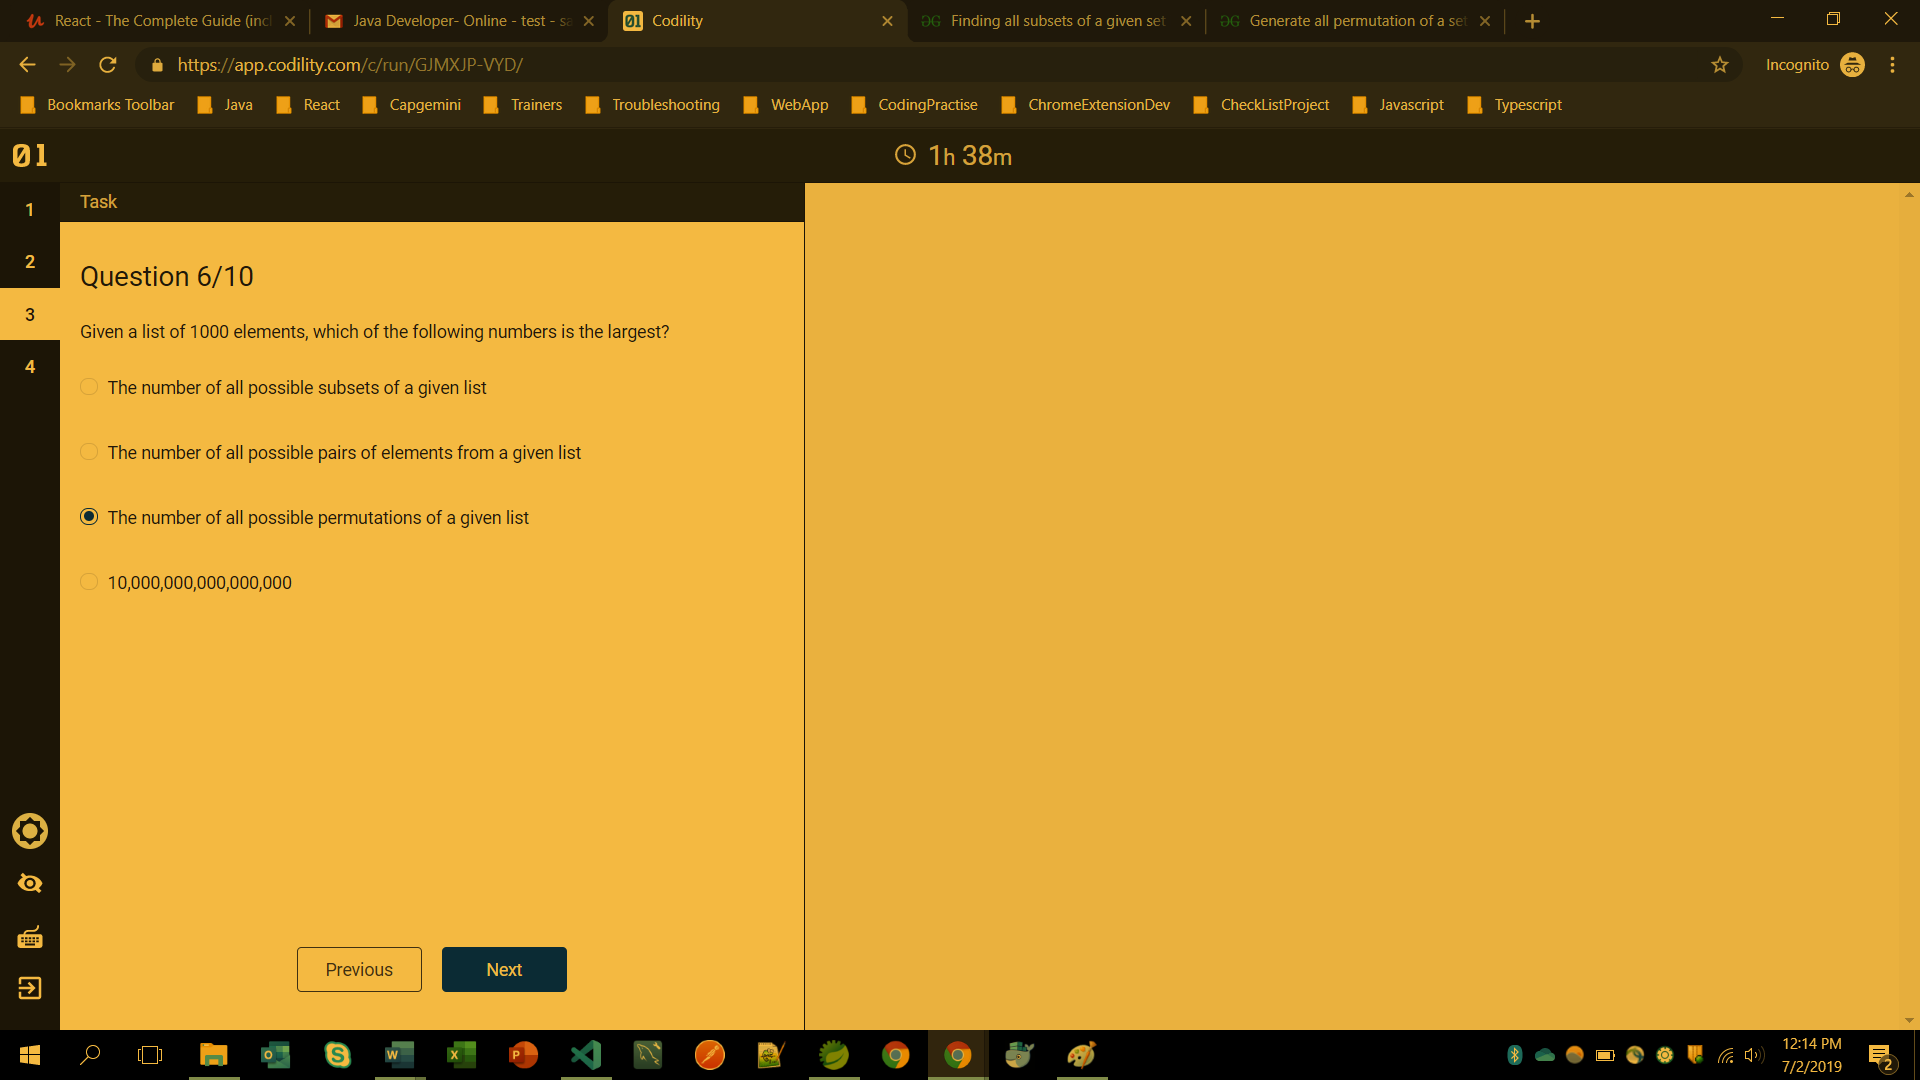 React - The Complete Guide (incl
Java Developer- Online - test - sa
Codility
Finding all subsets of a given set
Generate all permutation of a set
https://app.codility.com/c/run/GJMXJP-VYD/
Incognito
Bookmarks Toolbar
Java
React
Capgemini
Trainers
Troubleshooting
WebApp
CodingPractise
ChromeExtensionDev
CheckListProject
Javascript
Typescript
01
1h 38m
1
2
3
4
Task
Question 6/10
Given a list of 1000 elements, which of the following numbers is the largest?
The number of all possible subsets of a given list
The number of all possible pairs of elements from a given list
The number of all possible permutations of a given list
10,000,000,000,000,000
Previous
Next
12:14 PM
7/2/2019
2